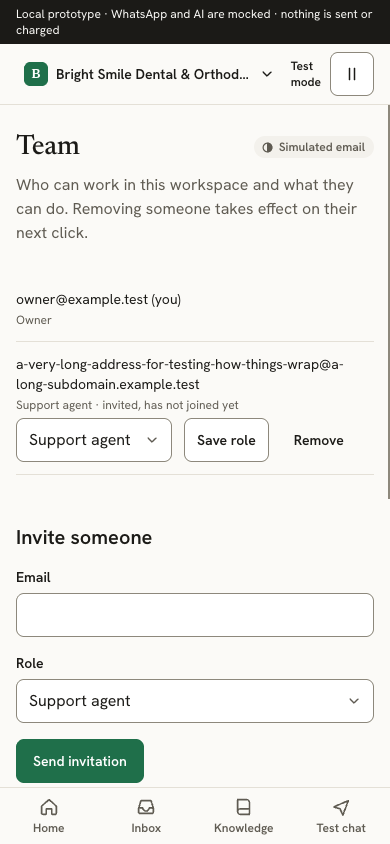 Local prototype · WhatsApp and AI are mocked · nothing is sent or
charged
B Bright Smile Dental & Orthod... Test
mode
Team
Simulated email
Who can work in this workspace and what they
can do. Removing someone takes effect on their
next click.
owner@example.test (you)
Owner
a-very-long-address-for-testing-how-things-wrap@a-
long-subdomain.example.test
Support agent · invited, has not joined yet
Support agent Save role Remove
Invite someone
Email
Role
Support agent
Send invitation
Home Inbox Knowledge Test chat